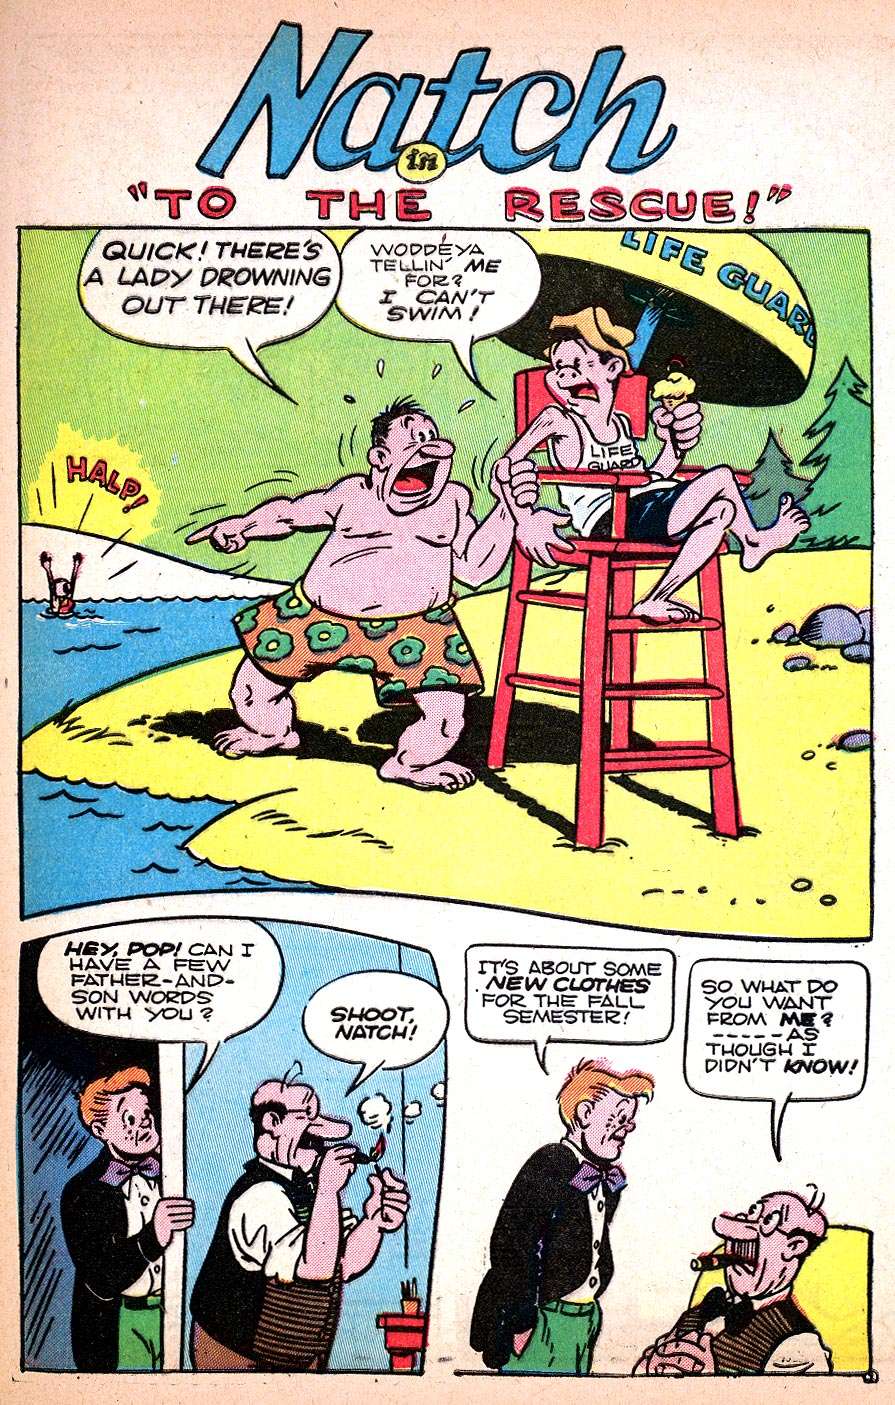 Natch
in
"TO THE RESCUE!"
QUICK! THERE'S
A LADY DROWNING
OUT THERE!
WODDÉYA
TELLIN' ME
FOR?
I CAN'T
SWIM!
LIFE GUARD
HALP!
LIFE
GUARD
HEY, POP! CAN I
HAVE A FEW
FATHER-AND-
SON WORDS
WITH YOU?
SHOOT,
NATCH!
IT'S ABOUT SOME
NEW CLOTHES
FOR THE FALL
SEMESTER!
SO WHAT DO
YOU WANT
FROM ME?
-----AS
THOUGH I
DIDN'T KNOW!